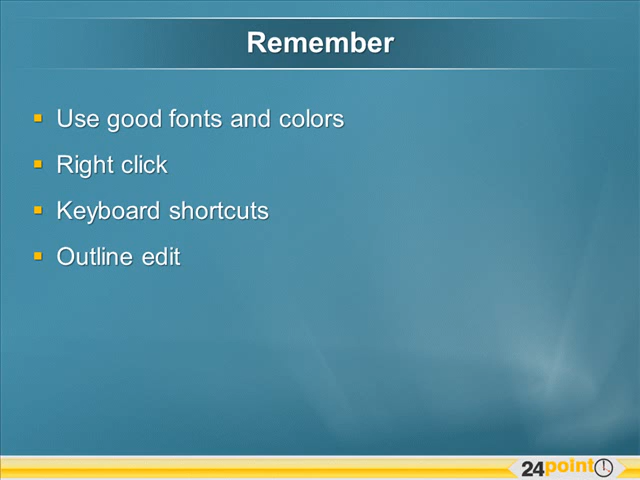 Remember
Use good fonts and colors
Right click
Keyboard shortcuts
Outline edit
24point